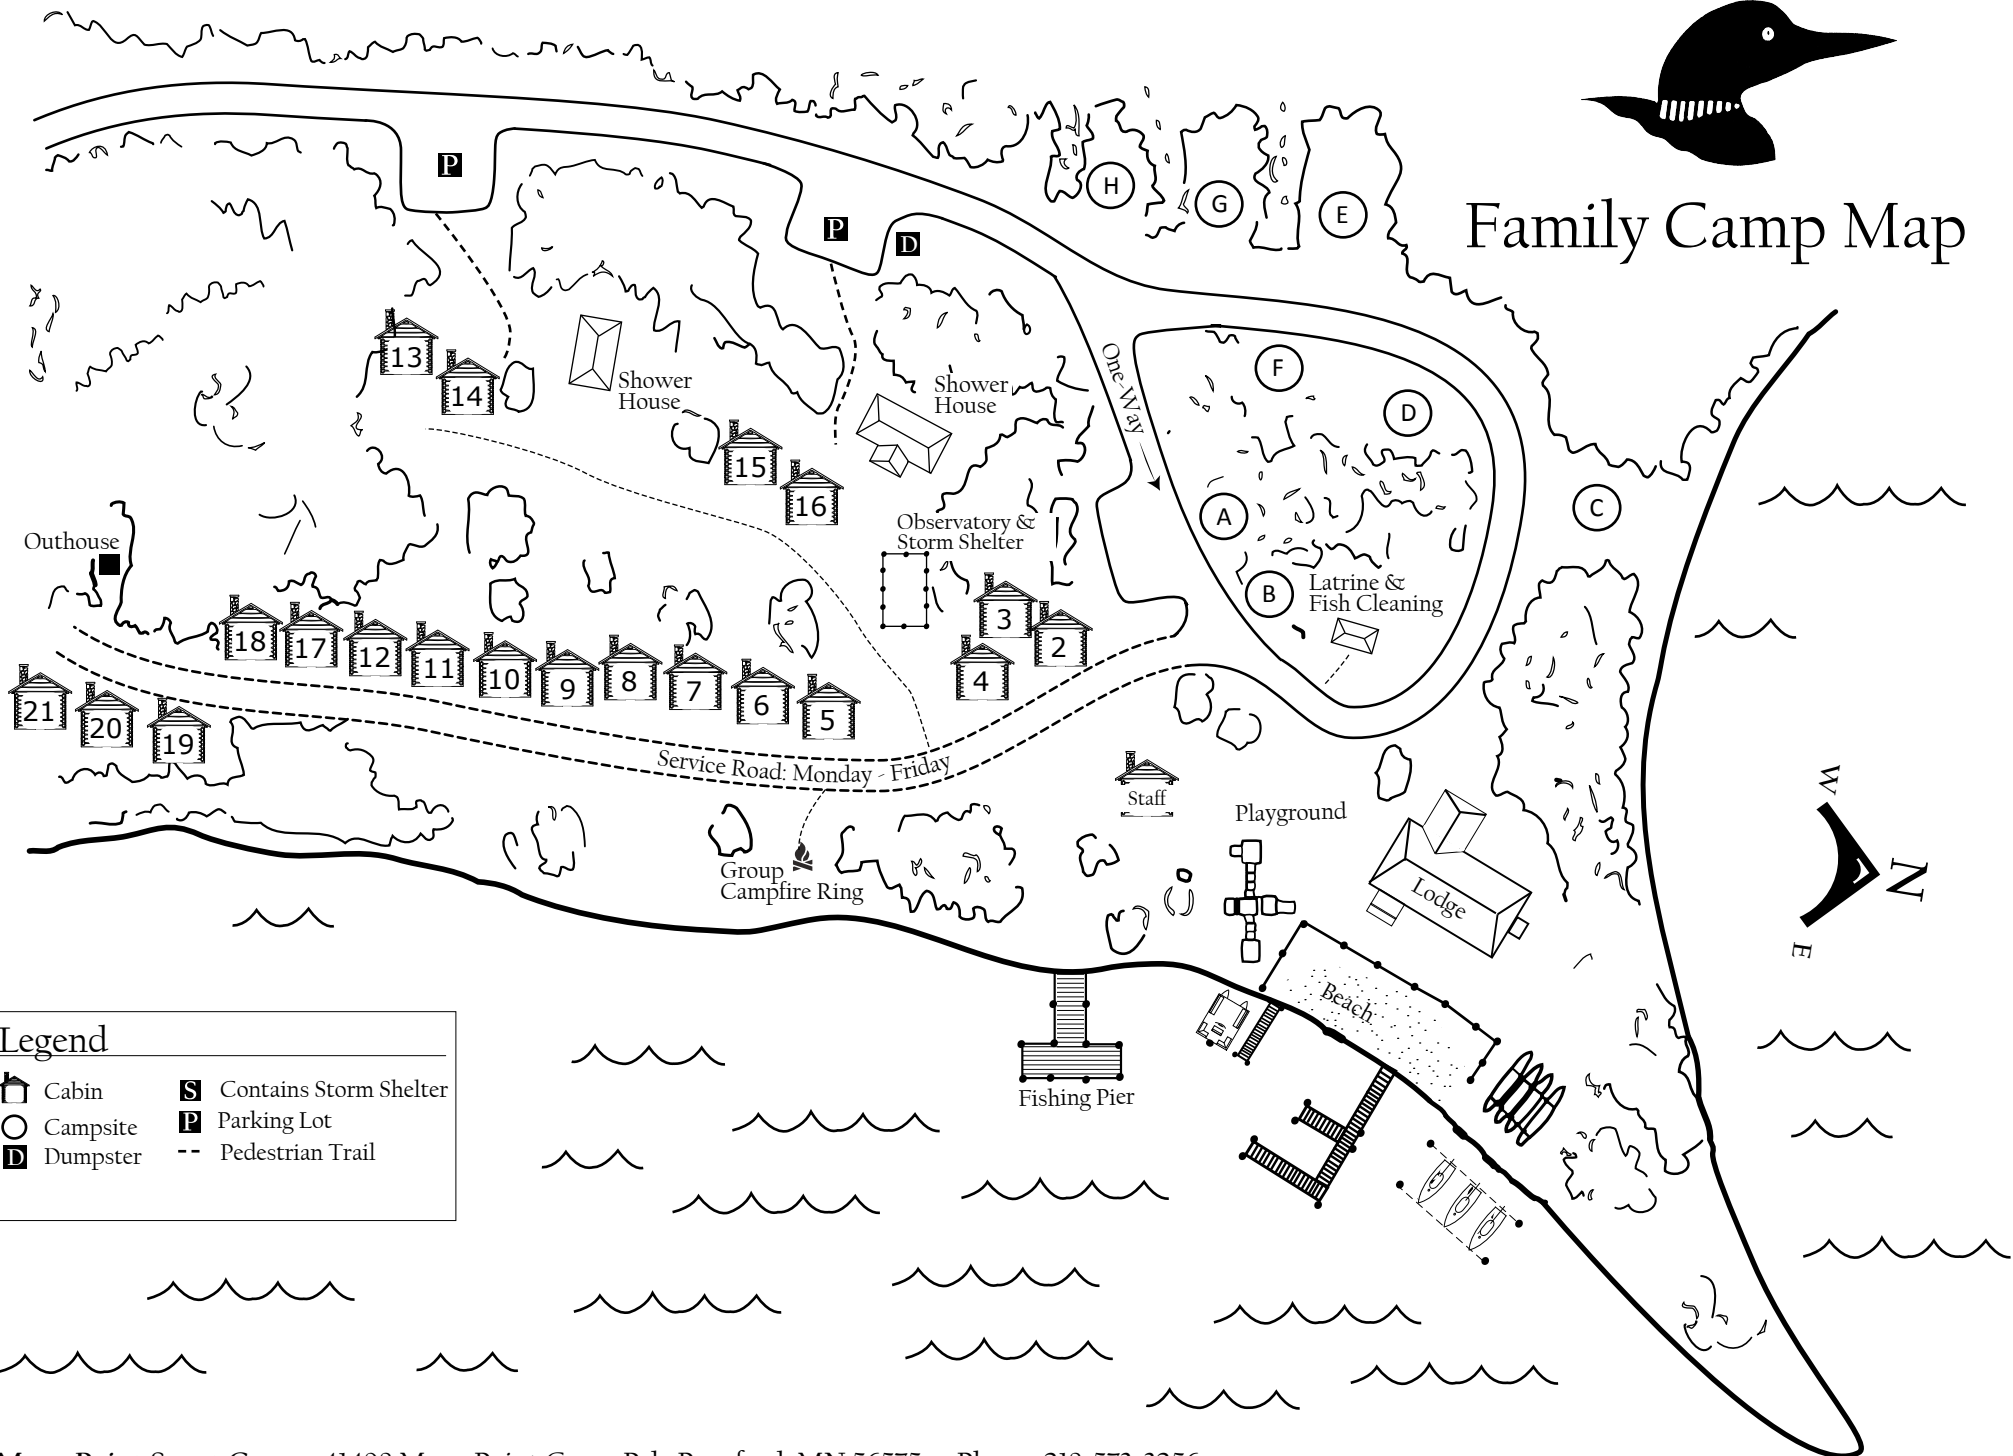 Family Camp Map
P
P
D
H
G
E
F
D
C
A
B
One-Way
13
14
Shower
House
Shower
House
15
16
Observatory &
Storm Shelter
Outhouse
Latrine &
Fish Cleaning
18
17
12
11
10
9
8
7
6
5
3
2
4
21
20
19
Service Road: Monday - Friday
Staff
Playground
Lodge
W
N
E
Group
Campfire Ring
Beach
Fishing Pier
Legend
Cabin
S Contains Storm Shelter
Campsite
P Parking Lot
D Dumpster
Pedestrian Trail